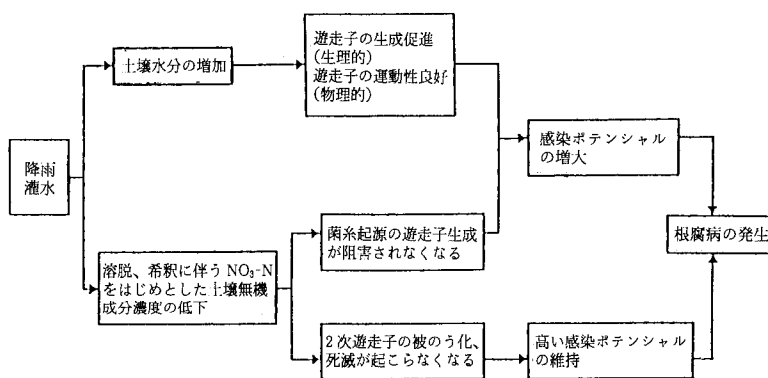 降雨
灌水
土壌水分の増加
遊走子の生成促進
(生理的)
遊走子の運動性良好
(物理的)
溶脱、希釈に伴う NO₃-N
をはじめとした土壌無機
成分濃度の低下
菌糸起源の遊走子生成
が阻害されなくなる
2次遊走子の被のう化、
死滅が起こらなくなる
感染ポテンシャル
の増大
高い感染ポテンシャル
の維持
根腐病の発生